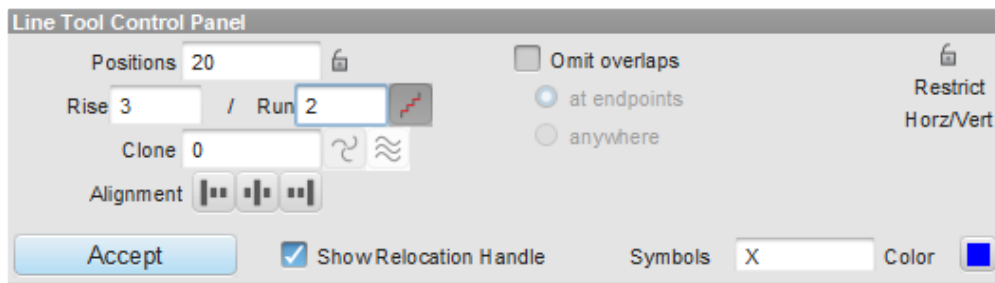 Line Tool Control Panel
Positions 20
Omit overlaps
Restrict
Horz/Vert
Rise 3 / Run 2
at endpoints
Clone 0
anywhere
Alignment
Accept
Show Relocation Handle
Symbols X
Color